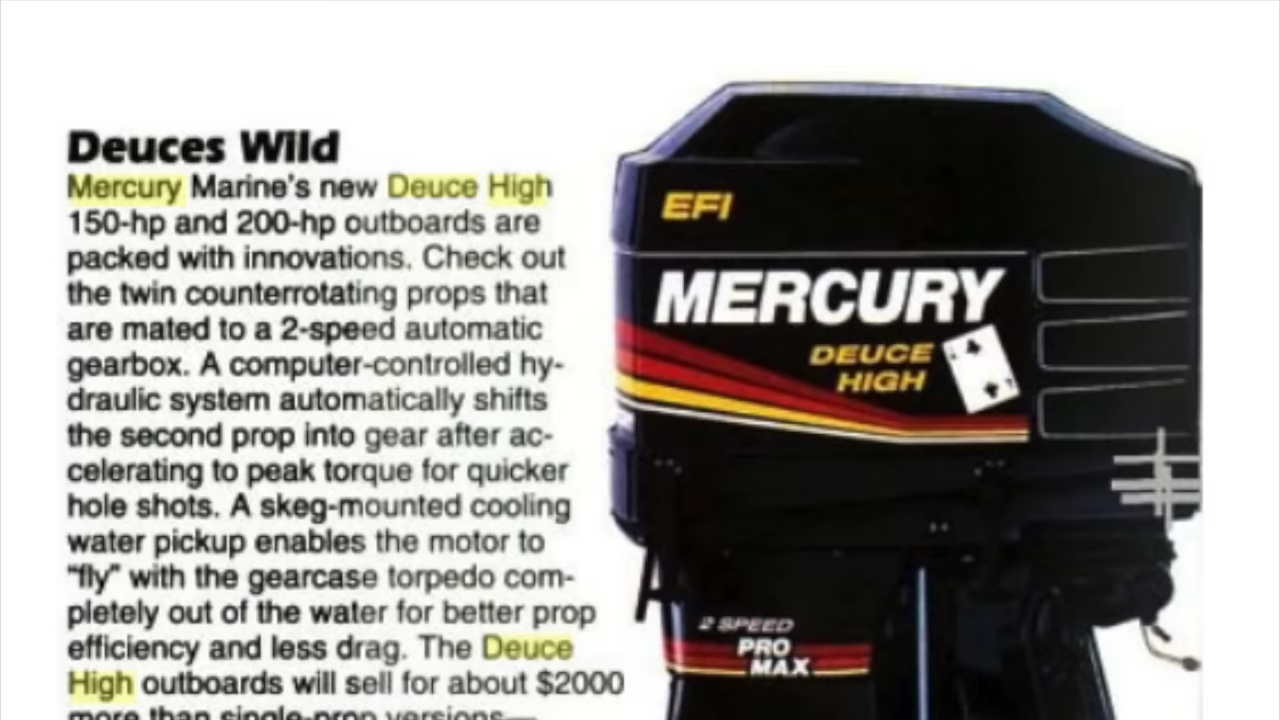 Deuces Wild
Mercury Marine's new Deuce High
150-hp and 200-hp outboards are
packed with innovations. Check out
the twin counterrotating props that
are mated to a 2-speed automatic
gearbox. A computer-controlled hy-
draulic system automatically shifts
the second prop into gear after ac-
celerating to peak torque for quicker
hole shots. A skeg-mounted cooling
water pickup enables the motor to
"fly" with the gearcase torpedo com-
pletely out of the water for better prop
efficiency and less drag. The Deuce
High outboards will sell for about $2000
more than single-prop versions—
EFI
MERCURY
DEUCE
HIGH
2 SPEED
PRO
MAX